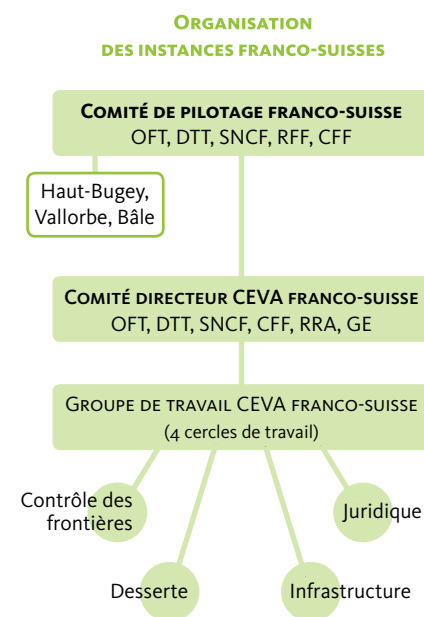 ORGANISATION
DES INSTANCES FRANCO-SUISSES
COMITÉ DE PILOTAGE FRANCO-SUISSE
OFT, DTT, SNCF, RFF, CFF
Haut-Bugey,
Vallorbe, Bâle
COMITÉ DIRECTEUR CEVA FRANCO-SUISSE
OFT, DTT, SNCF, CFF, RRA, GE
GROUPE DE TRAVAIL CEVA FRANCO-SUISSE
(4 cercles de travail)
Contrôle des
frontières
Juridique
Desserte
Infrastructure